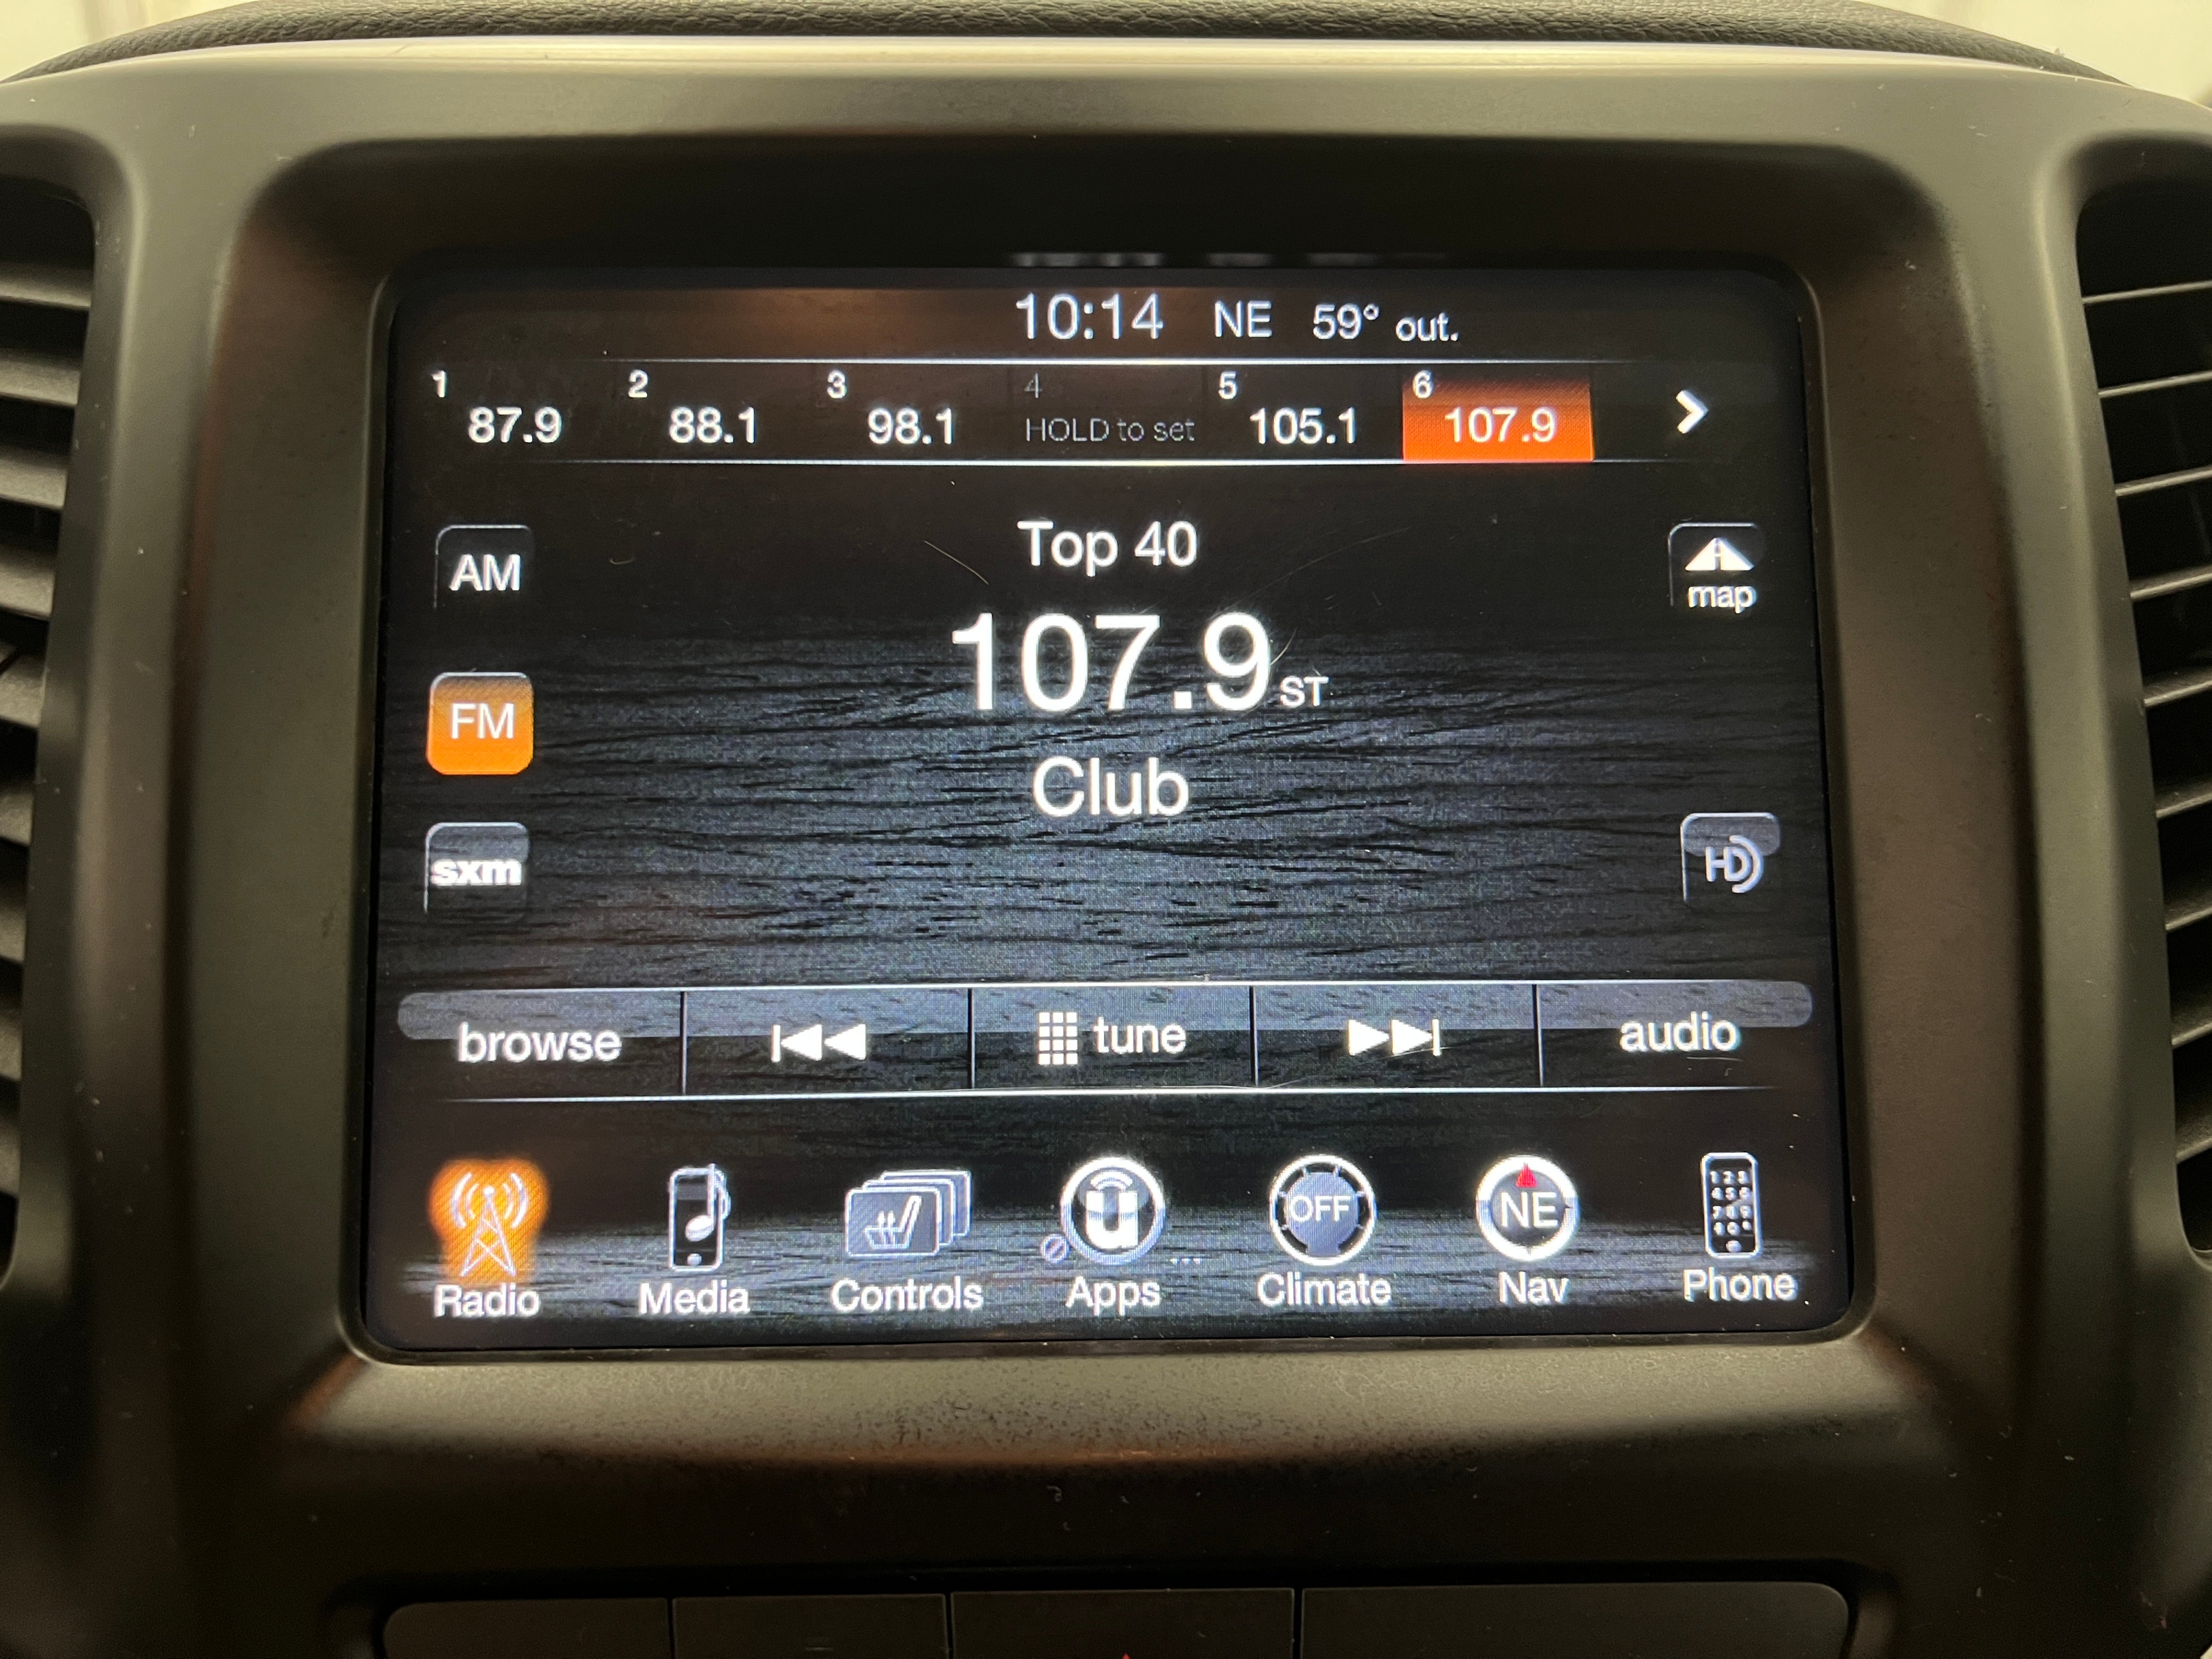 10:14 NE 59° out.
1 2 3 4 5 6
87.9 88.1 98.1 HOLD to set 105.1 107.9
Top 40
AM
map
107.9 ST
FM
Club
sxm
HD
browse tune audio
OFF NE
Radio Media Controls Apps Climate Nav Phone